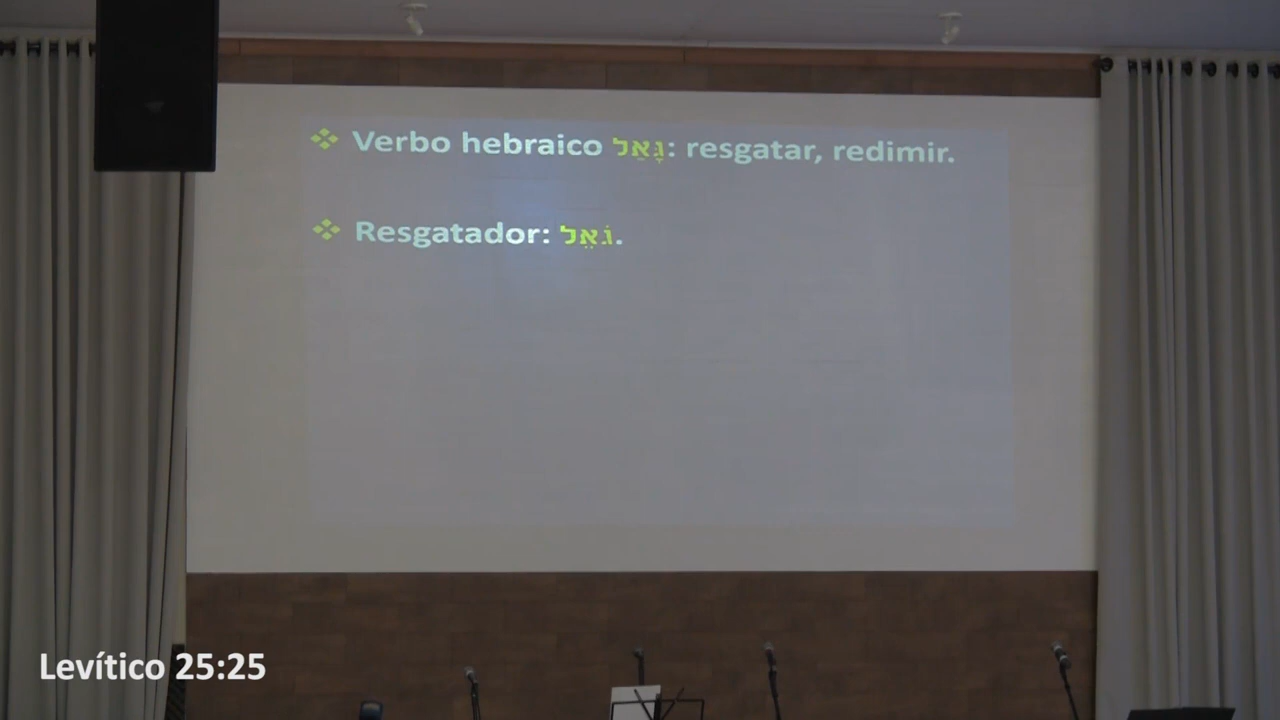 ❖ Verbo hebraico גָּאַל: resgatar, redimir.
❖ Resgatador: גֹּאֵל.
Levítico 25:25